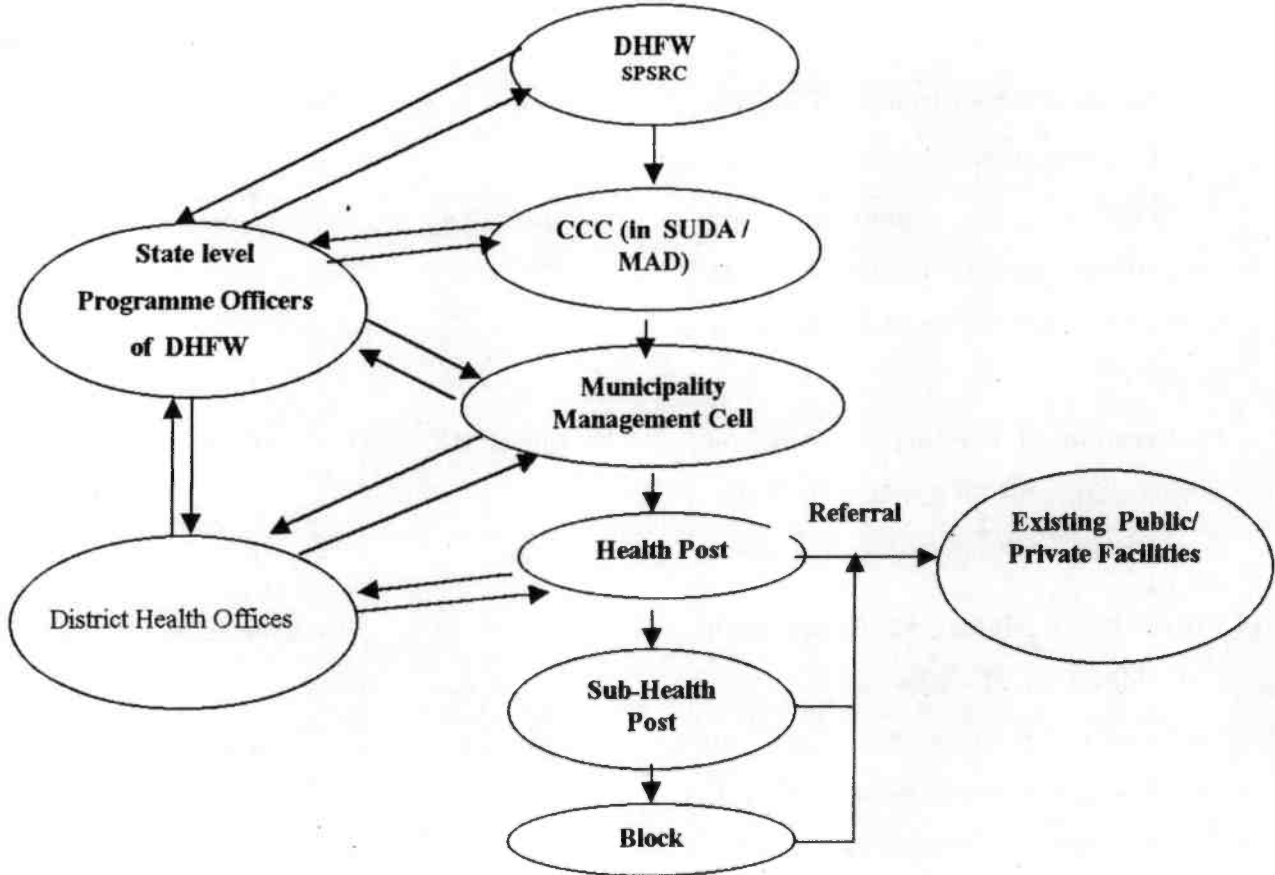 DHFW
SPSRC
CCC (in SUDA /
MAD)
State level
Programme Officers
of DHFW
Municipality
Management Cell
Referral
Existing Public/
Private Facilities
Health Post
District Health Offices
Sub-Health
Post
Block